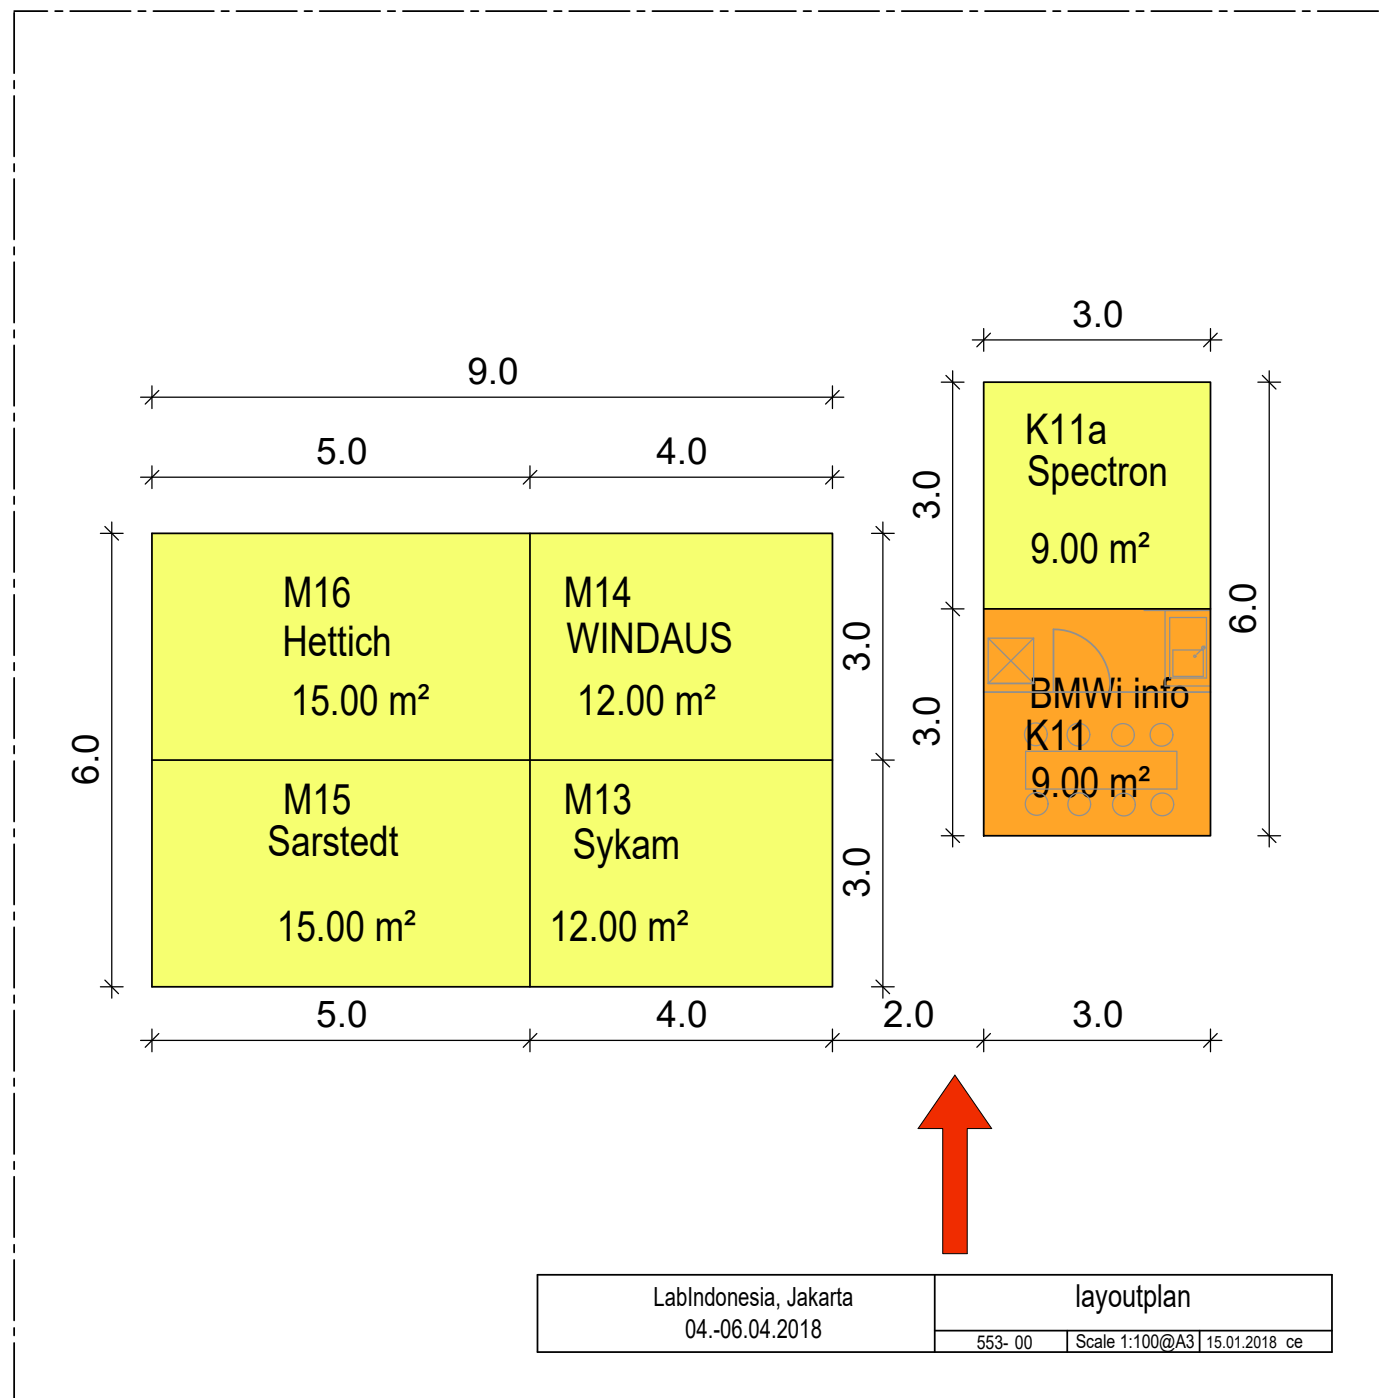 3.0
9.0
5.0 4.0
K11a
Spectron
9.00 m²
3.0
6.0
M16
Hettich
15.00 m²
M14
WINDAUS
12.00 m²
3.0
BMWi info
K11
9.00 m²
3.0
6.0
M15
Sarstedt
15.00 m²
M13
Sykam
12.00 m²
3.0
5.0 4.0 2.0 3.0
LabIndonesia, Jakarta
04.-06.04.2018
layoutplan
553- 00 Scale 1:100@A3 15.01.2018 ce